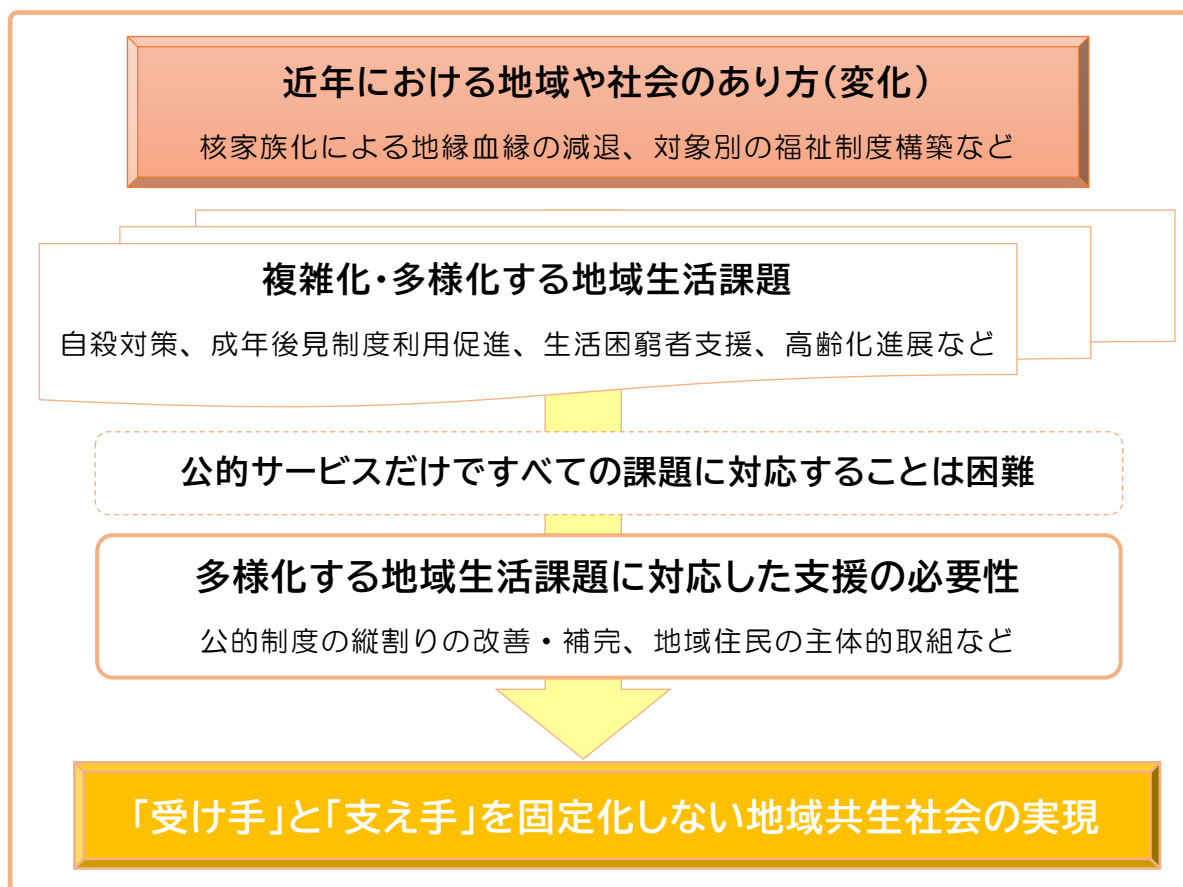 近年における地域や社会のあり方（変化）
核家族化による地縁血縁の減退、対象別の福祉制度構築など
複雑化・多様化する地域生活課題
自殺対策、成年後見制度利用促進、生活困窮者支援、高齢化進展など
公的サービスだけですべての課題に対応することは困難
多様化する地域生活課題に対応した支援の必要性
公的制度の縦割りの改善・補完、地域住民の主体的取組など
「受け手」と「支え手」を固定化しない地域共生社会の実現